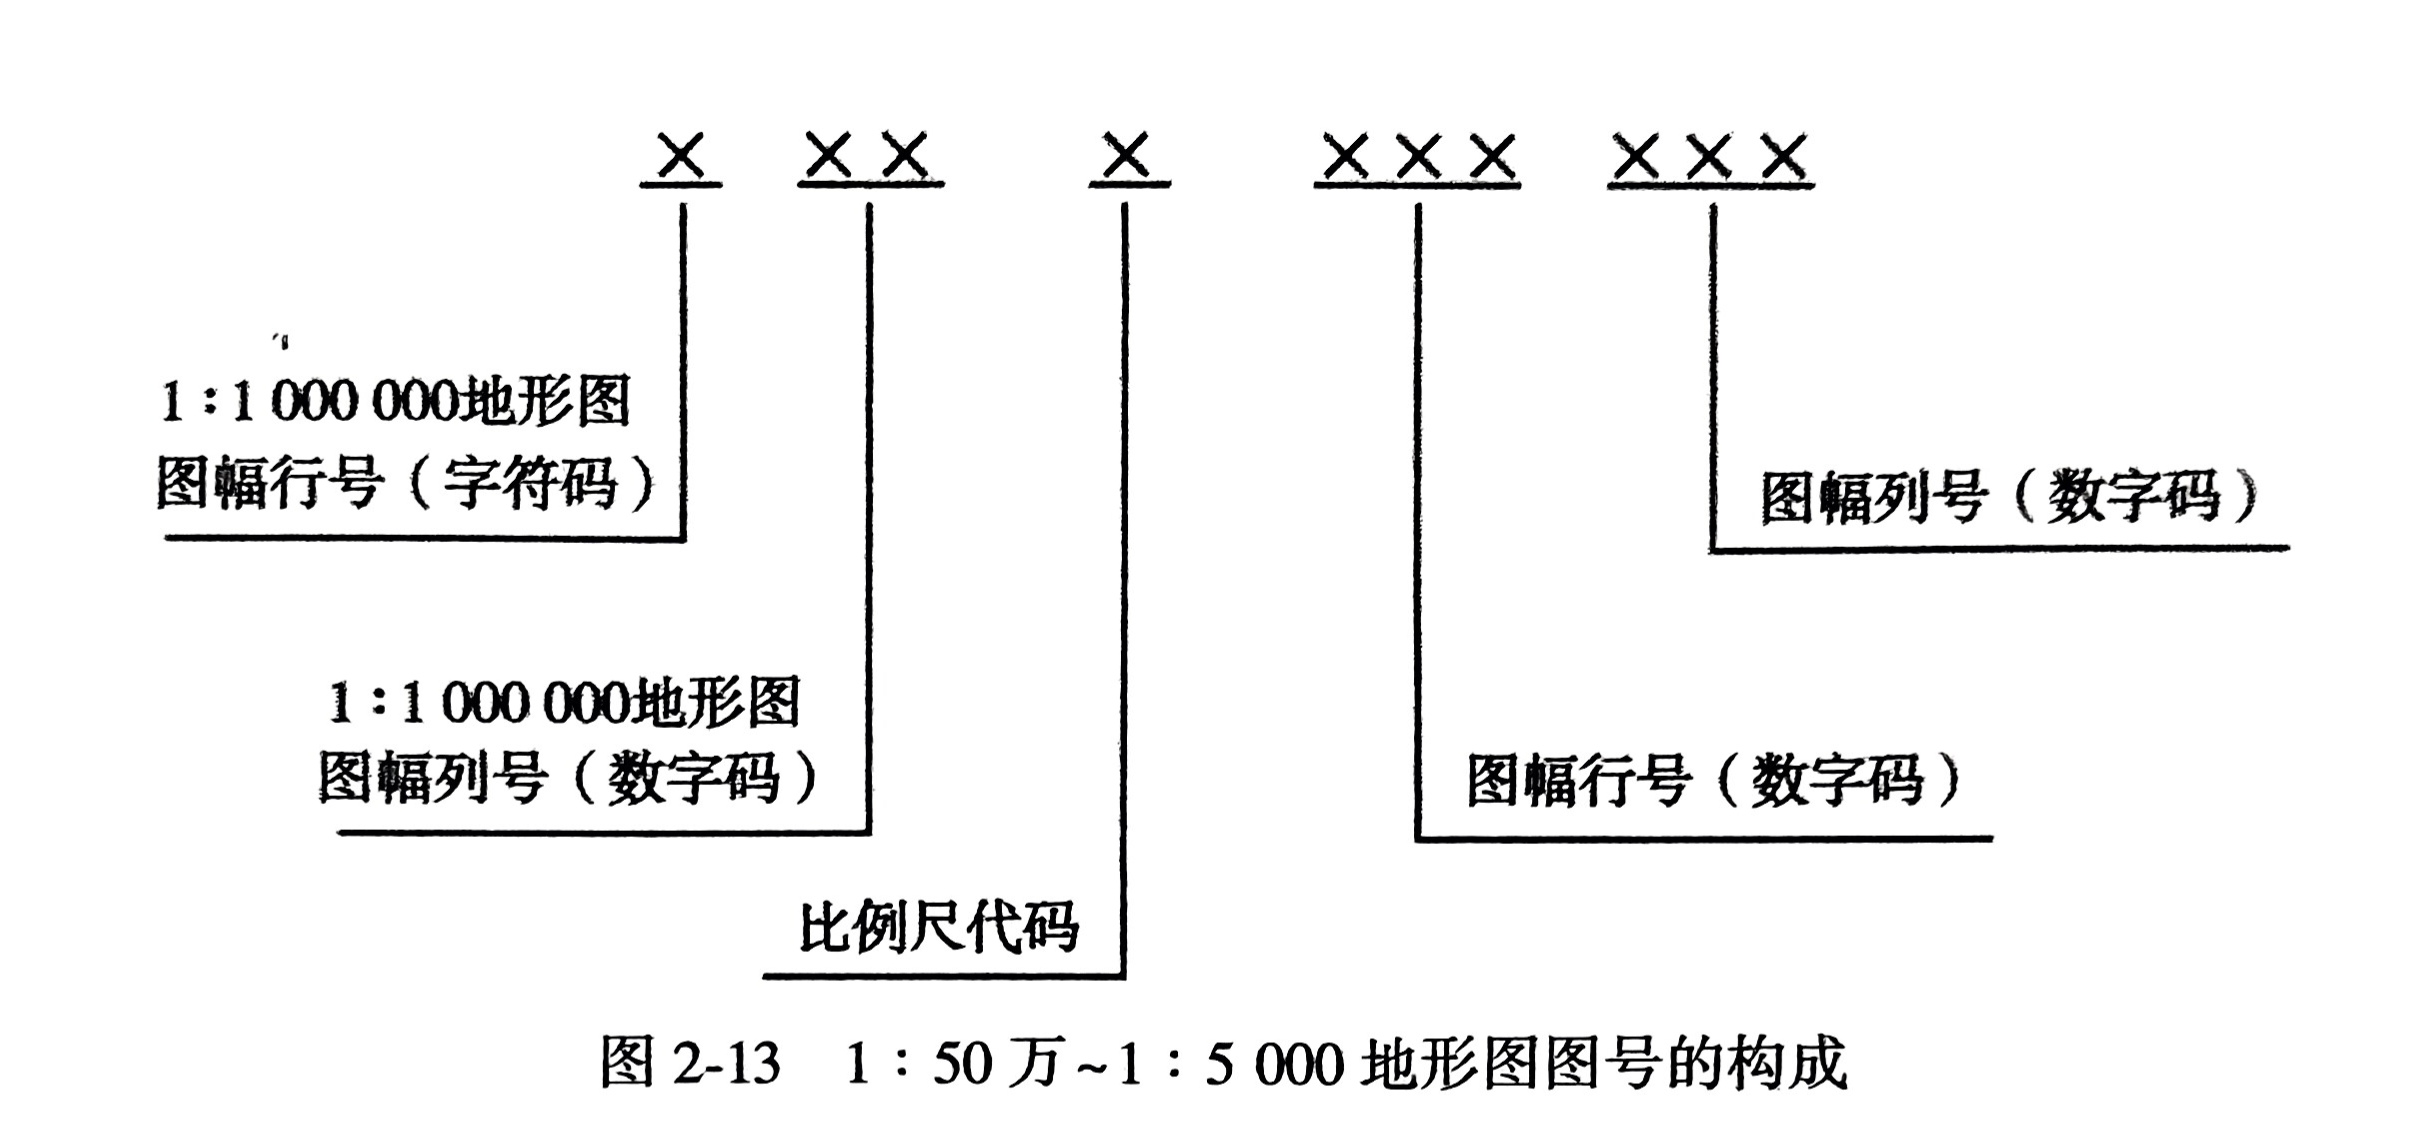 × ×× × ××× ×××
1∶1 000 000地形图
图幅行号（字符码）
图幅列号（数字码）
1∶1 000 000地形图
图幅列号（数字码）
图幅行号（数字码）
比例尺代码
图 2-13 1∶50 万~1∶5 000 地形图图号的构成